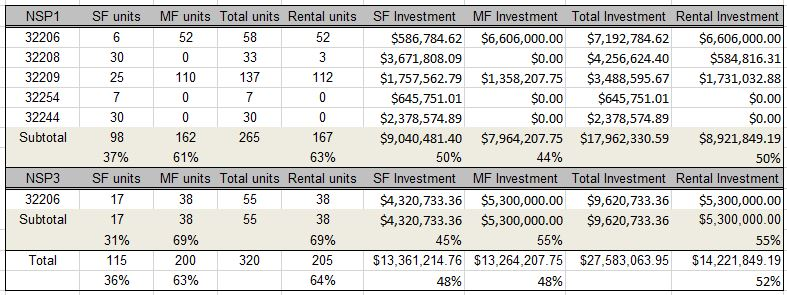 NSP1 SF units MF units Total units Rental units SF Investment MF Investment Total Investment Rental Investment
32206 6 52 58 52 $586,784.62 $6,606,000.00 $7,192,784.62 $6,606,000.00
32208 30 0 33 3 $3,671,808.09 $0.00 $4,256,624.40 $584,816.31
32209 25 110 137 112 $1,757,562.79 $1,358,207.75 $3,488,595.67 $1,731,032.88
32254 7 0 7 0 $645,751.01 $0.00 $645,751.01 $0.00
32244 30 0 30 0 $2,378,574.89 $0.00 $2,378,574.89 $0.00
Subtotal 98 162 265 167 $9,040,481.40 $7,964,207.75 $17,962,330.59 $8,921,849.19
37% 61% 63% 50% 44% 50%
NSP3 SF units MF units Total units Rental units SF Investment MF Investment Total Investment Rental Investment
32206 17 38 55 38 $4,320,733.36 $5,300,000.00 $9,620,733.36 $5,300,000.00
Subtotal 17 38 55 38 $4,320,733.36 $5,300,000.00 $9,620,733.36 $5,300,000.00
31% 69% 69% 45% 55% 55%
Total 115 200 320 205 $13,361,214.76 $13,264,207.75 $27,583,063.95 $14,221,849.19
36% 63% 64% 48% 48% 52%